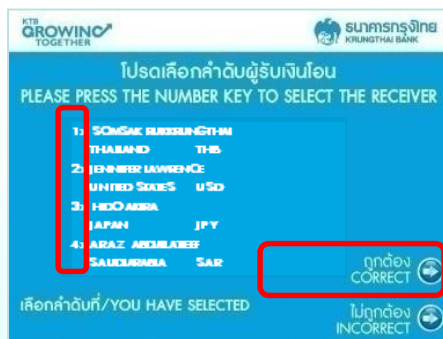 KTB
GROWING
TOGETHER
ธนาคารกรุงไทย
KRUNGTHAI BANK
โปรดเลือกลำดับผู้รับเงินโอน
PLEASE PRESS THE NUMBER KEY TO SELECT THE RECEIVER
1: SOMSAK
THAILAND THB
2: JENNIFER LAWRENCE
UNITED STATES USD
3: AKIRA
JAPAN JPY
4: ARAZ
SAUDIARABIA SAR
ถูกต้อง
CORRECT
เลือกลำดับที่/YOU HAVE SELECTED
ไม่ถูกต้อง
INCORRECT